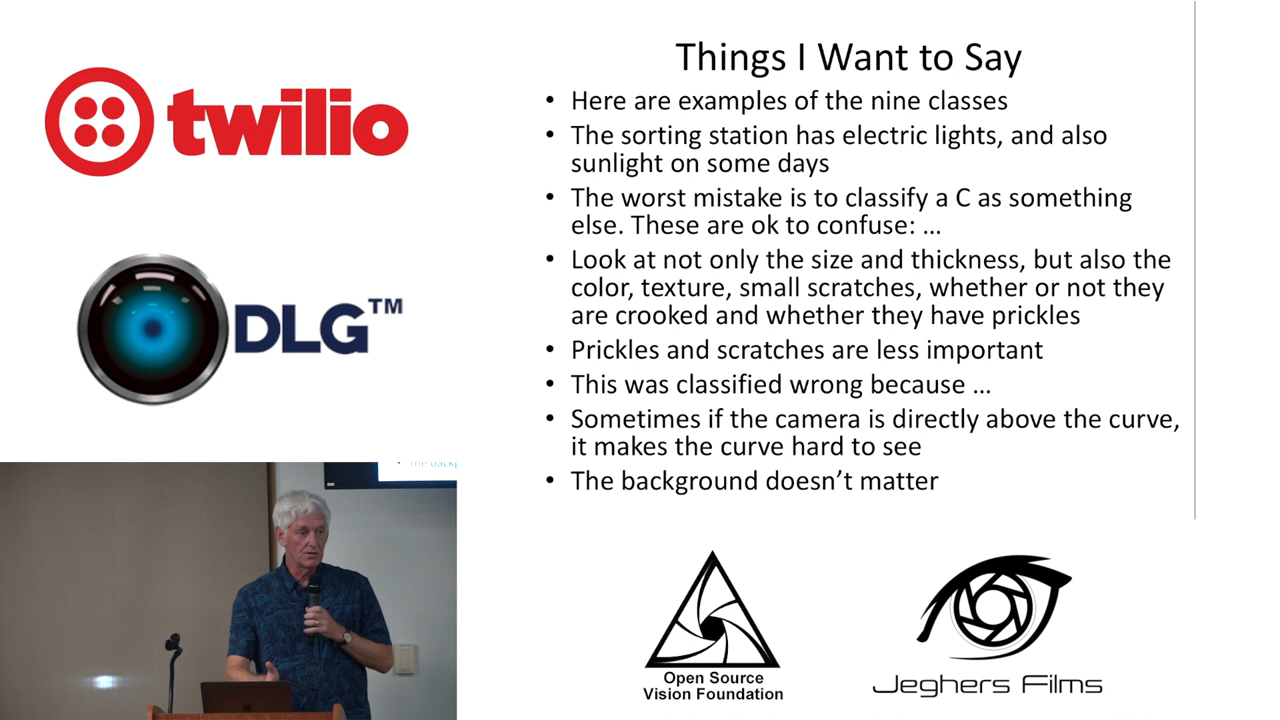 twilio
DLG™
Things I Want to Say
• Here are examples of the nine classes
• The sorting station has electric lights, and also
sunlight on some days
• The worst mistake is to classify a C as something
else. These are ok to confuse: …
• Look at not only the size and thickness, but also the
color, texture, small scratches, whether or not they
are crooked and whether they have prickles
• Prickles and scratches are less important
• This was classified wrong because …
• Sometimes if the camera is directly above the curve,
it makes the curve hard to see
• The background doesn’t matter
Open Source
Vision Foundation
Jeghers Films